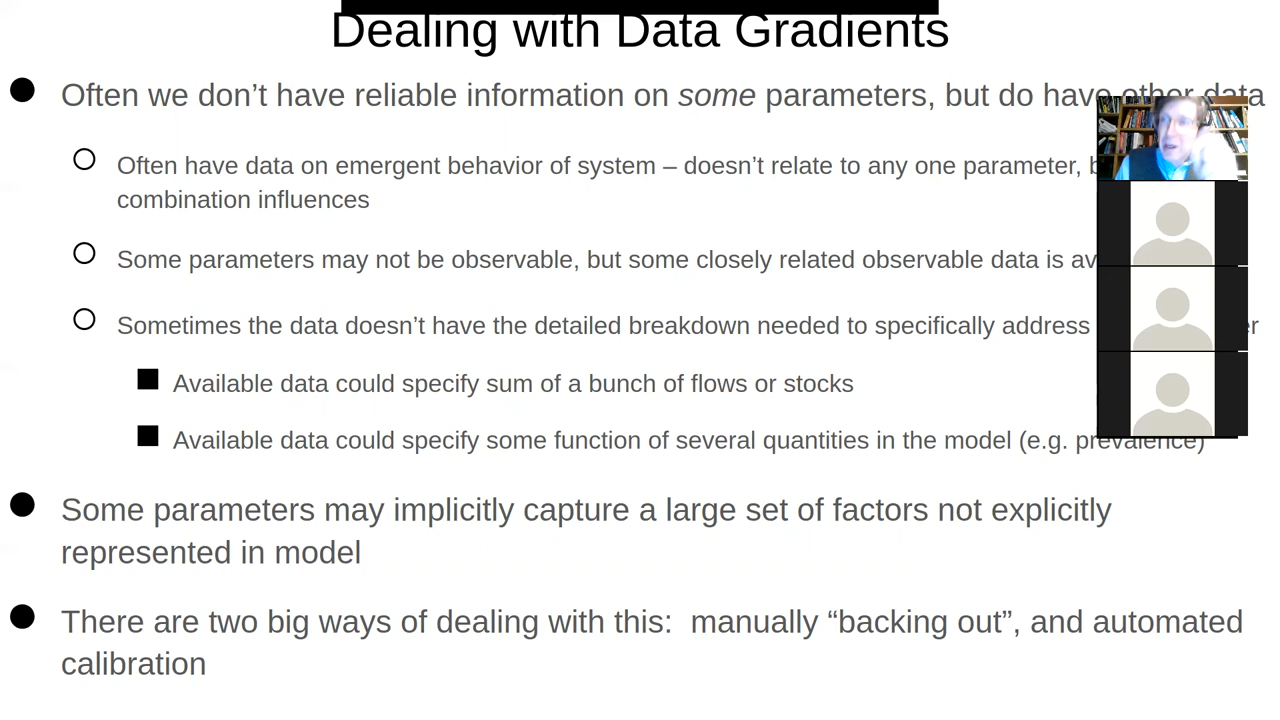 Dealing with Data Gradients
Often we don’t have reliable information on some parameters, but do have other data
Often have data on emergent behavior of system – doesn’t relate to any one parameter,
combination influences
Some parameters may not be observable, but some closely related observable data is
Sometimes the data doesn’t have the detailed breakdown needed to specifically address
Available data could specify sum of a bunch of flows or stocks
Available data could specify some function of several quantities in the model (e.g. prevalence)
Some parameters may implicitly capture a large set of factors not explicitly
represented in model
There are two big ways of dealing with this:  manually “backing out”, and automated
calibration